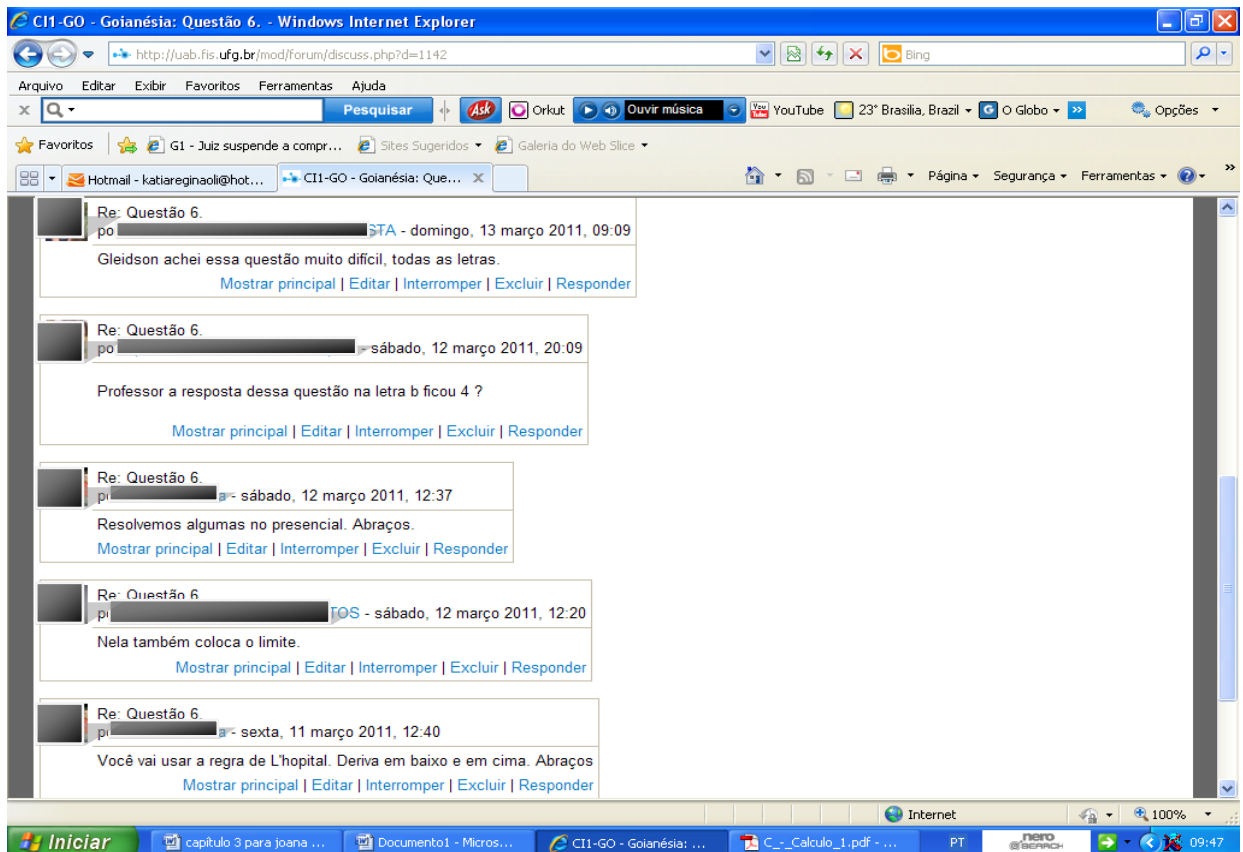 CI1-GO - Goianésia: Questão 6. - Windows Internet Explorer
http://uab.fis.ufg.br/mod/forum/discuss.php?d=1142
Bing
Arquivo Editar Exibir Favoritos Ferramentas Ajuda
x Q Pesquisar Ask Orkut Ouvir música You Tube YouTube 23° Brasilia, Brazil G O Globo Opções
Favoritos G1 - Juiz suspende a compr... Sites Sugeridos Galeria do Web Slice
Hotmail - katiareginaoli@hot... CI1-GO - Goianésia: Que... X Página Segurança Ferramentas
Re: Questão 6.
po STA - domingo, 13 março 2011, 09:09
Gleidson achei essa questão muito difícil, todas as letras.
Mostrar principal | Editar | Interromper | Excluir | Responder
Re: Questão 6.
po - sábado, 12 março 2011, 20:09
Professor a resposta dessa questão na letra b ficou 4 ?
Mostrar principal | Editar | Interromper | Excluir | Responder
Re: Questão 6.
a - sábado, 12 março 2011, 12:37
Resolvemos algumas no presencial. Abraços.
Mostrar principal | Editar | Interromper | Excluir | Responder
Re: Questão 6
TOS - sábado, 12 março 2011, 12:20
Nela também coloca o limite.
Mostrar principal | Editar | Interromper | Excluir | Responder
Re: Questão 6.
a - sexta, 11 março 2011, 12:40
Você vai usar a regra de L'hopital. Deriva em baixo e em cima. Abraços
Mostrar principal | Editar | Interromper | Excluir | Responder
Internet 100%
Iniciar capítulo 3 para joana ... Documento1 - Micros... CI1-GO - Goianésia: ... C_-_Calculo_1.pdf - ... PT nero SEARCH 09:47